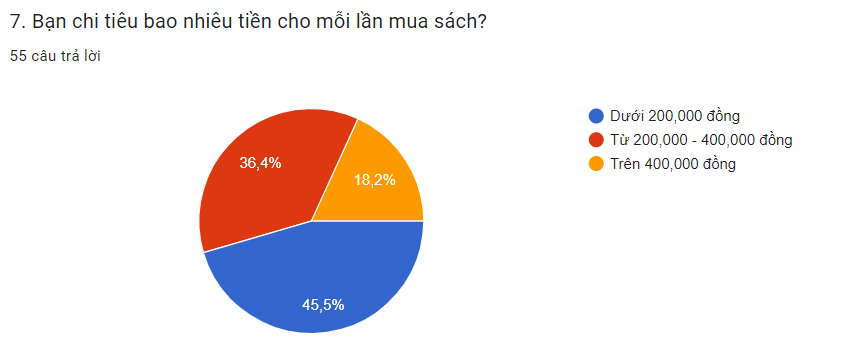 7. Bạn chi tiêu bao nhiêu tiền cho mỗi lần mua sách?
55 câu trả lời
Dưới 200,000 đồng
Từ 200,000 - 400,000 đồng
Trên 400,000 đồng
36,4%
18,2%
45,5%